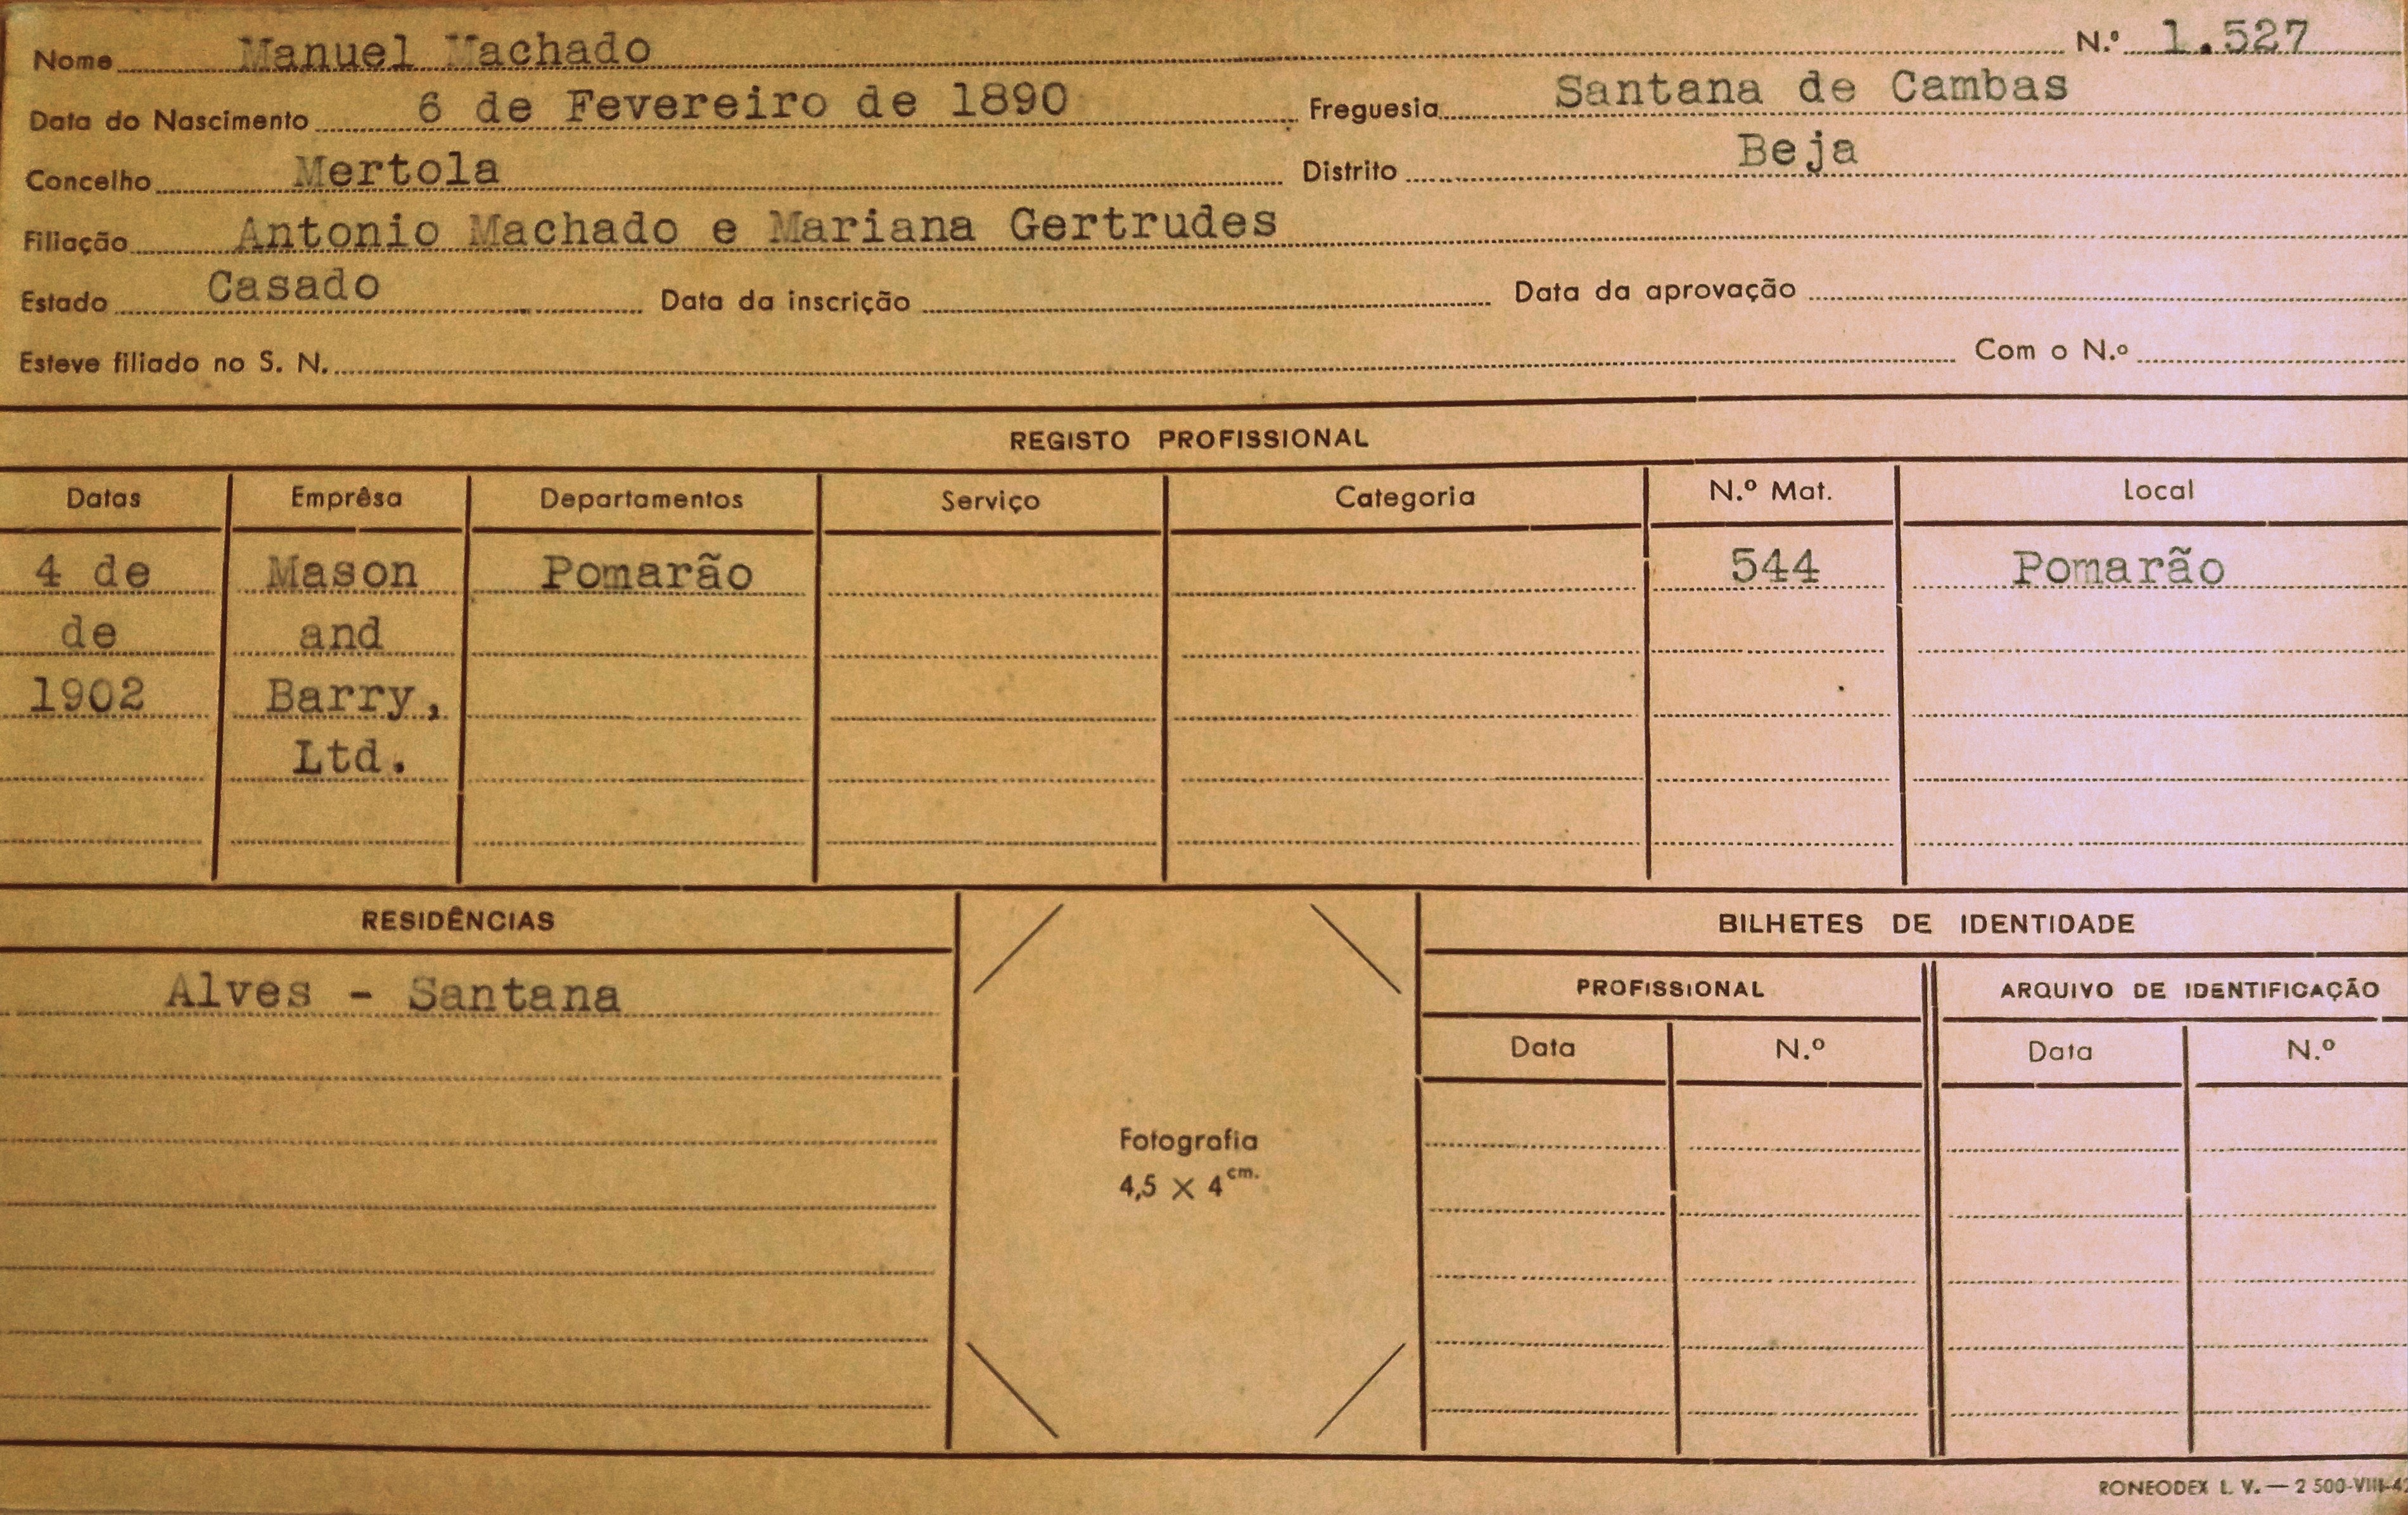 Nome Manuel Machado N.º 1.527
Data do Nascimento 6 de Fevereiro de 1890 Freguesia Santana de Cambas
Concelho Mertola Distrito Beja
Filiação Antonio Machado e Mariana Gertrudes
Estado Casado Data da inscrição Data da aprovação
Esteve filiado no S. N. Com o N.º
REGISTO PROFISSIONAL
Datas Emprêsa Departamentos Serviço Categoria N.º Mat. Local
4 de Mason Pomarão 544 Pomarão
de and
1902 Barry,
Ltd.
RESIDÊNCIAS BILHETES DE IDENTIDADE
Alves - Santana PROFISSIONAL ARQUIVO DE IDENTIFICAÇÃO
Data N.º Data N.º
Fotografia
4,5 X 4 cm.
RONEODEX L. V. — 2 500-VIII-42